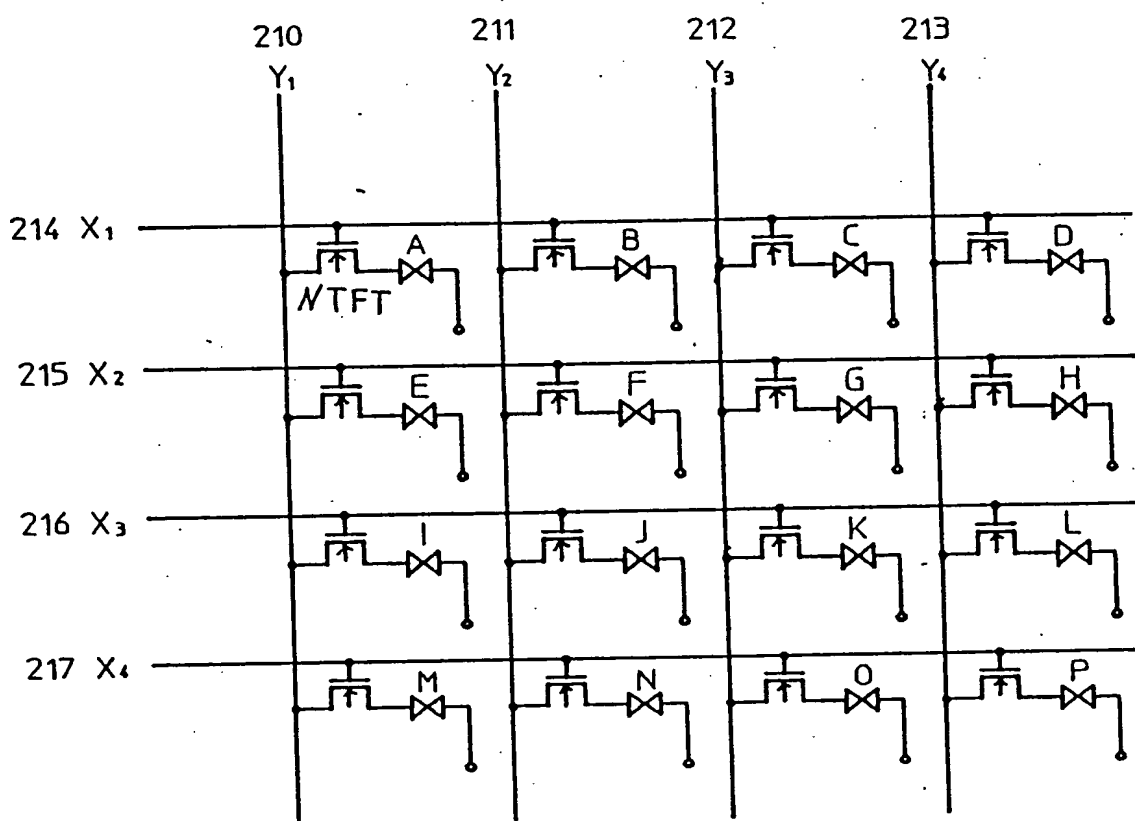 210 211 212 213
Y₁ Y₂ Y₃ Y₄
214 X₁ A B C D
NTFT
215 X₂ E F G H
216 X₃ I J K L
217 X₄ M N O P